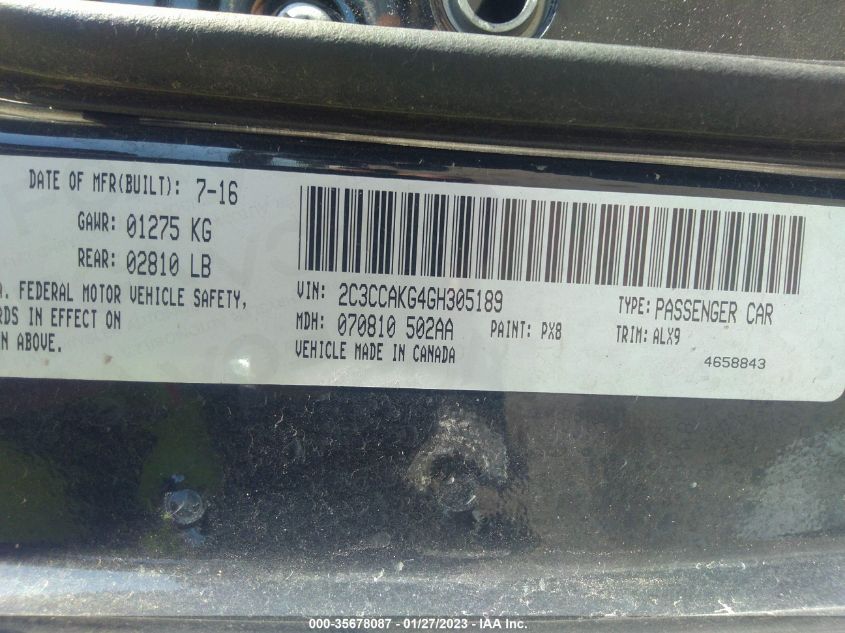 DATE OF MFR(BUILT): 7-16
GAWR: 01275 KG
REAR: 02810 LB
A. FEDERAL MOTOR VEHICLE SAFETY,
RDS IN EFFECT ON
N ABOVE.
VIN: 2C3CCAKG4GH305189
TYPE: PASSENGER CAR
MDH: 070810 502AA
PAINT: PX8
TRIM: ALX9
VEHICLE MADE IN CANADA
4658843
000-35678087 - 01/27/2023 - IAA Inc.